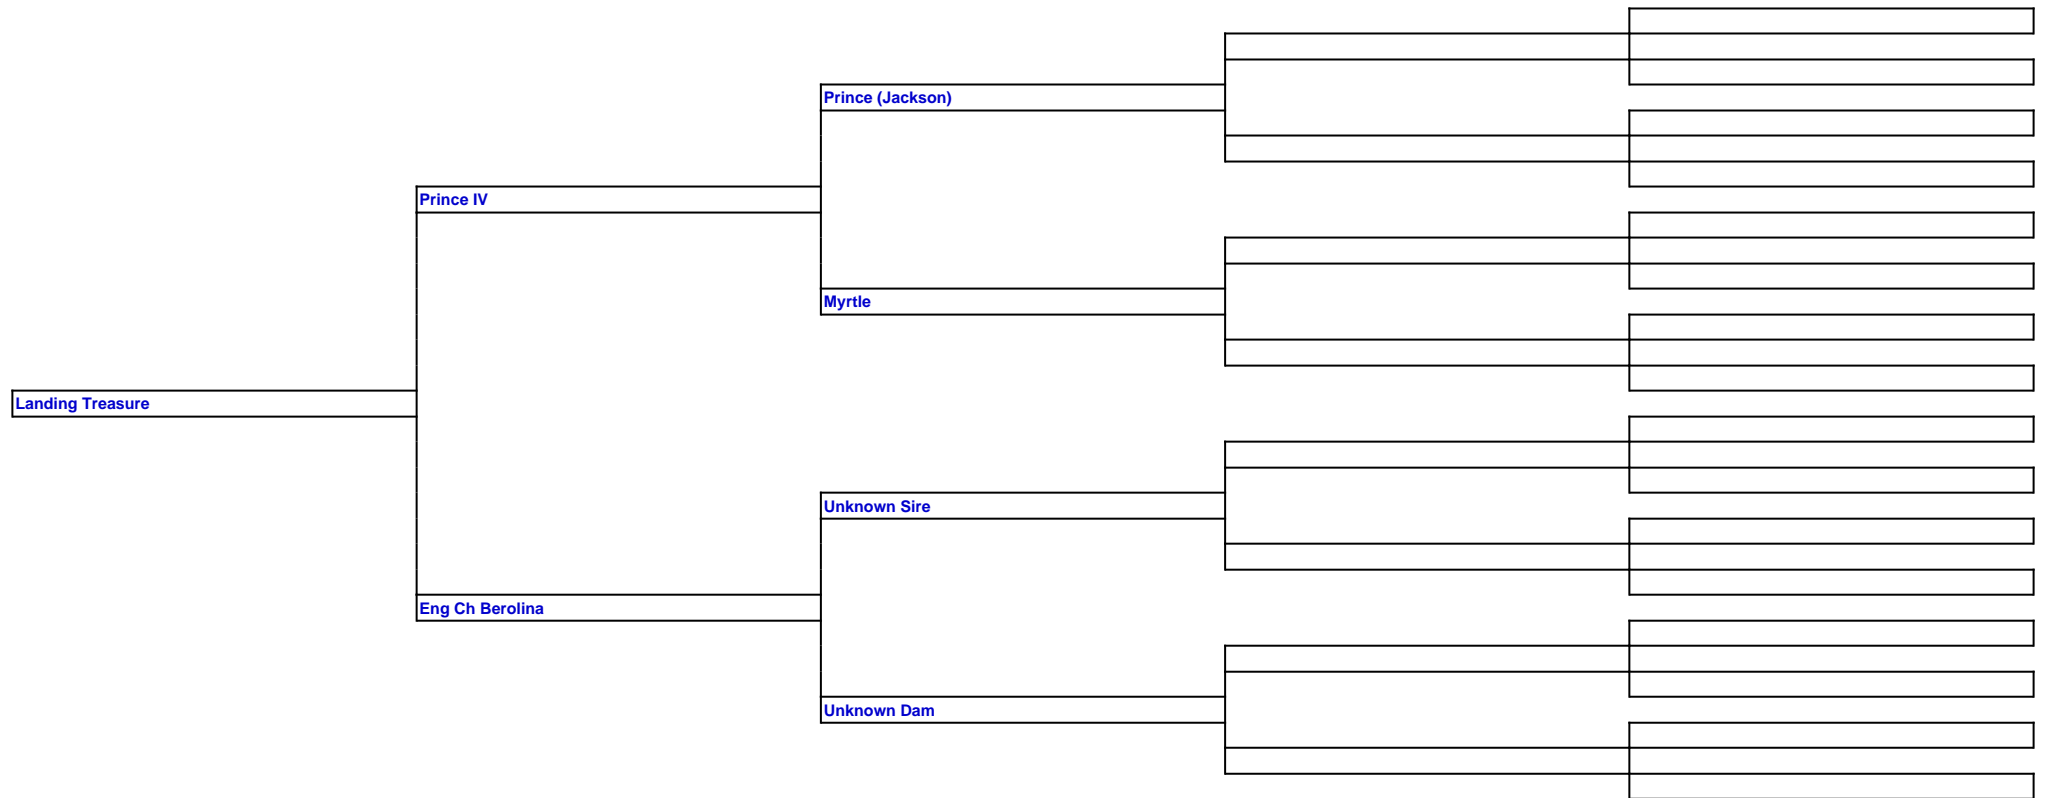 Prince (Jackson)
Prince IV
Myrtle
Landing Treasure
Unknown Sire
Eng Ch Berolina
Unknown Dam